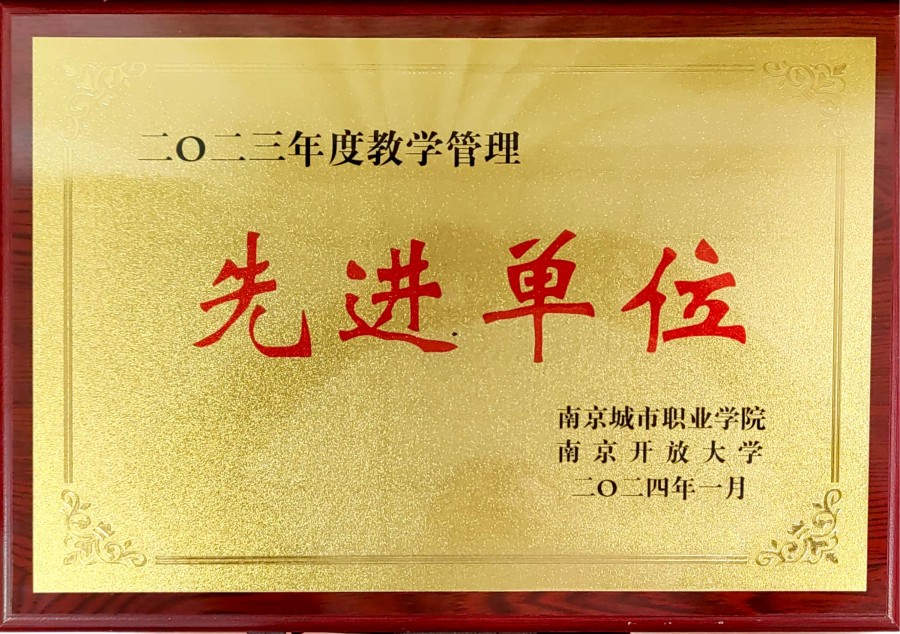 二〇二三年度教学管理
先进单位
南京城市职业学院
南京开放大学
二〇二四年一月